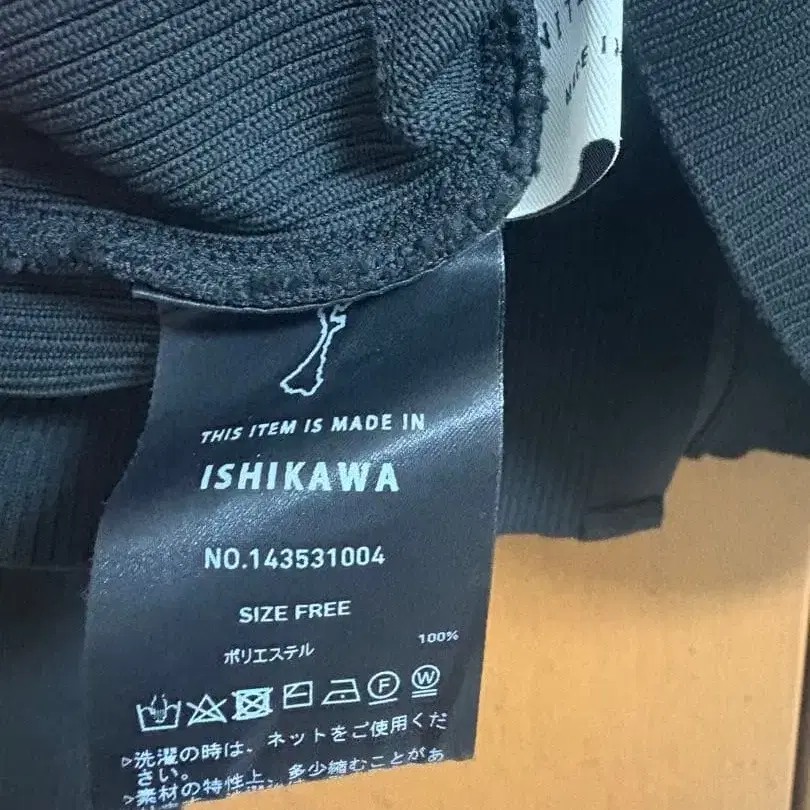 NITE
MADE I
THIS ITEM IS MADE IN
ISHIKAWA
NO.143531004
SIZE FREE
ポリエステル 100%
F W
▷洗濯の時は、ネットをご使用くだ
さい。
▷素材の特性上、多少縮むことがあ